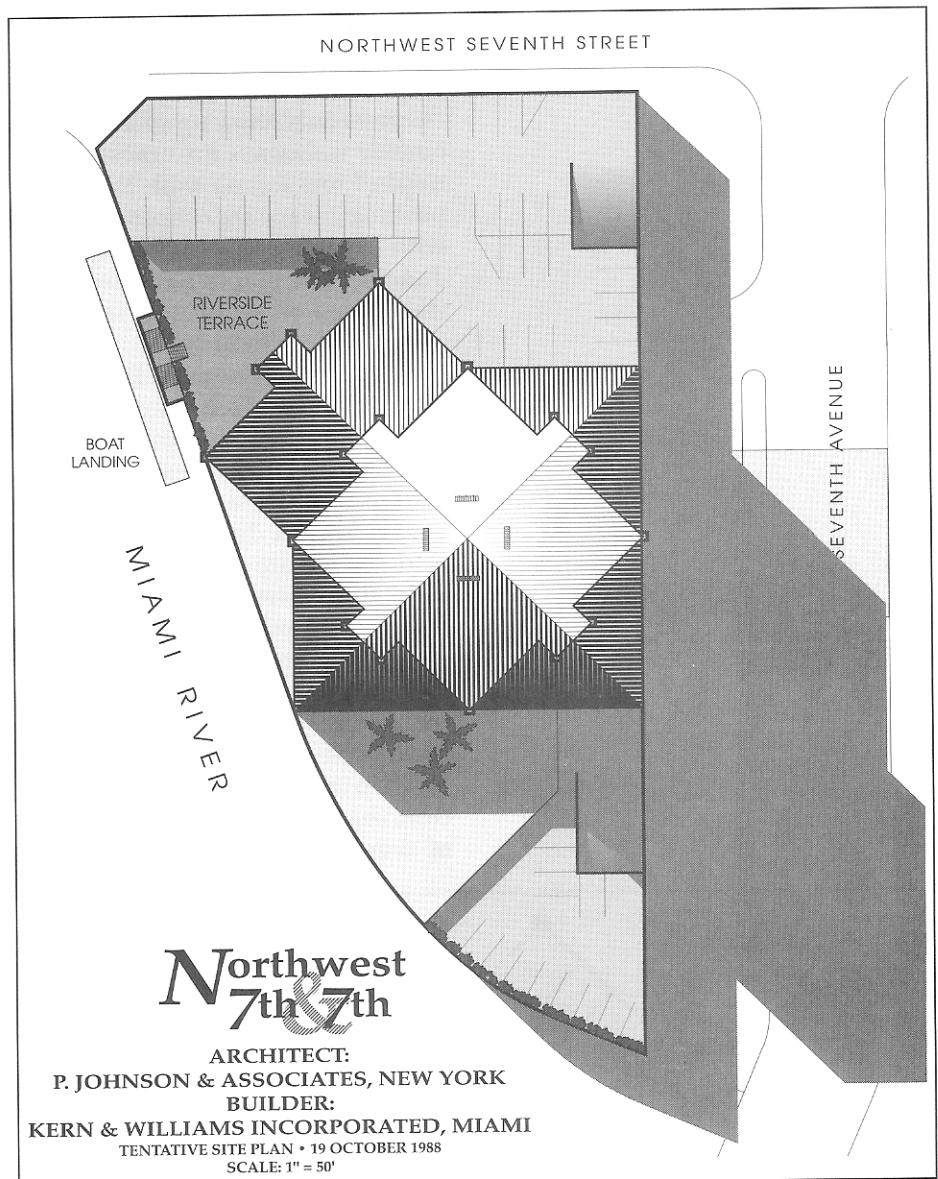 NORTHWEST SEVENTH STREET
RIVERSIDE
TERRACE
BOAT
LANDING
SEVENTH AVENUE
MIAMI RIVER
Northwest
7th & 7th
ARCHITECT:
P. JOHNSON & ASSOCIATES, NEW YORK
BUILDER:
KERN & WILLIAMS INCORPORATED, MIAMI
TENTATIVE SITE PLAN • 19 OCTOBER 1988
SCALE: 1" = 50'